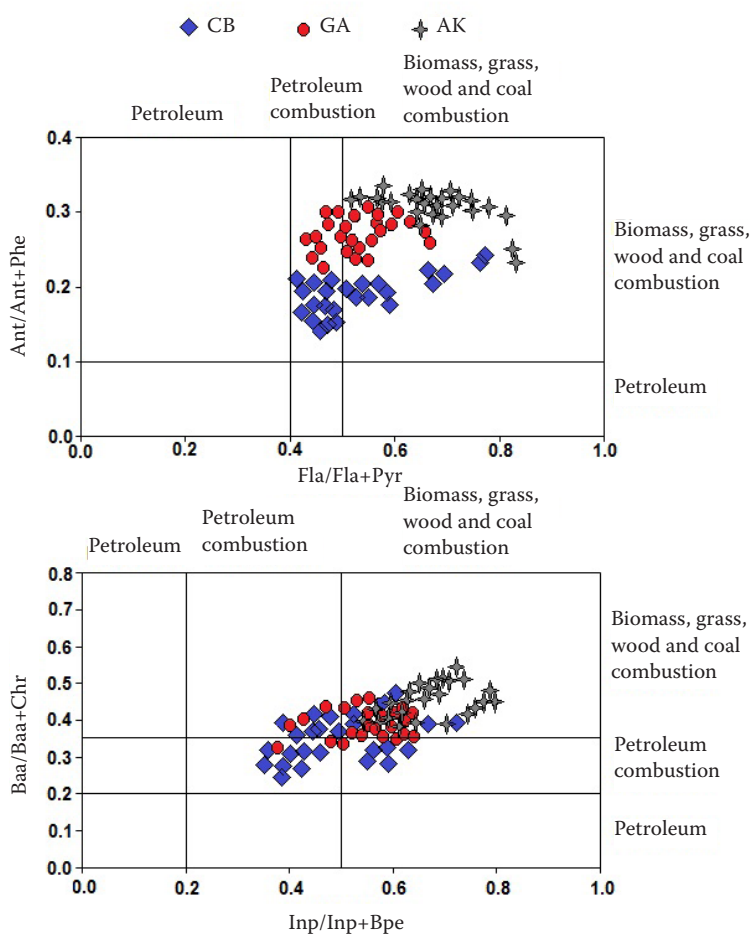 CB GA AK
Petroleum
Petroleum
combustion
Biomass, grass,
wood and coal
combustion
0.4
0.3
0.2
0.1
0.0
Ant/Ant+Phe
Biomass, grass,
wood and coal
combustion
Petroleum
0.0 0.2 0.4 0.6 0.8 1.0
Fla/Fla+Pyr
Petroleum
Petroleum
combustion
Biomass, grass,
wood and coal
combustion
0.8
0.7
0.6
0.5
0.4
0.3
0.2
0.1
0.0
Baa/Baa+Chr
Biomass, grass,
wood and coal
combustion
Petroleum
combustion
Petroleum
0.0 0.2 0.4 0.6 0.8 1.0
Inp/Inp+Bpe